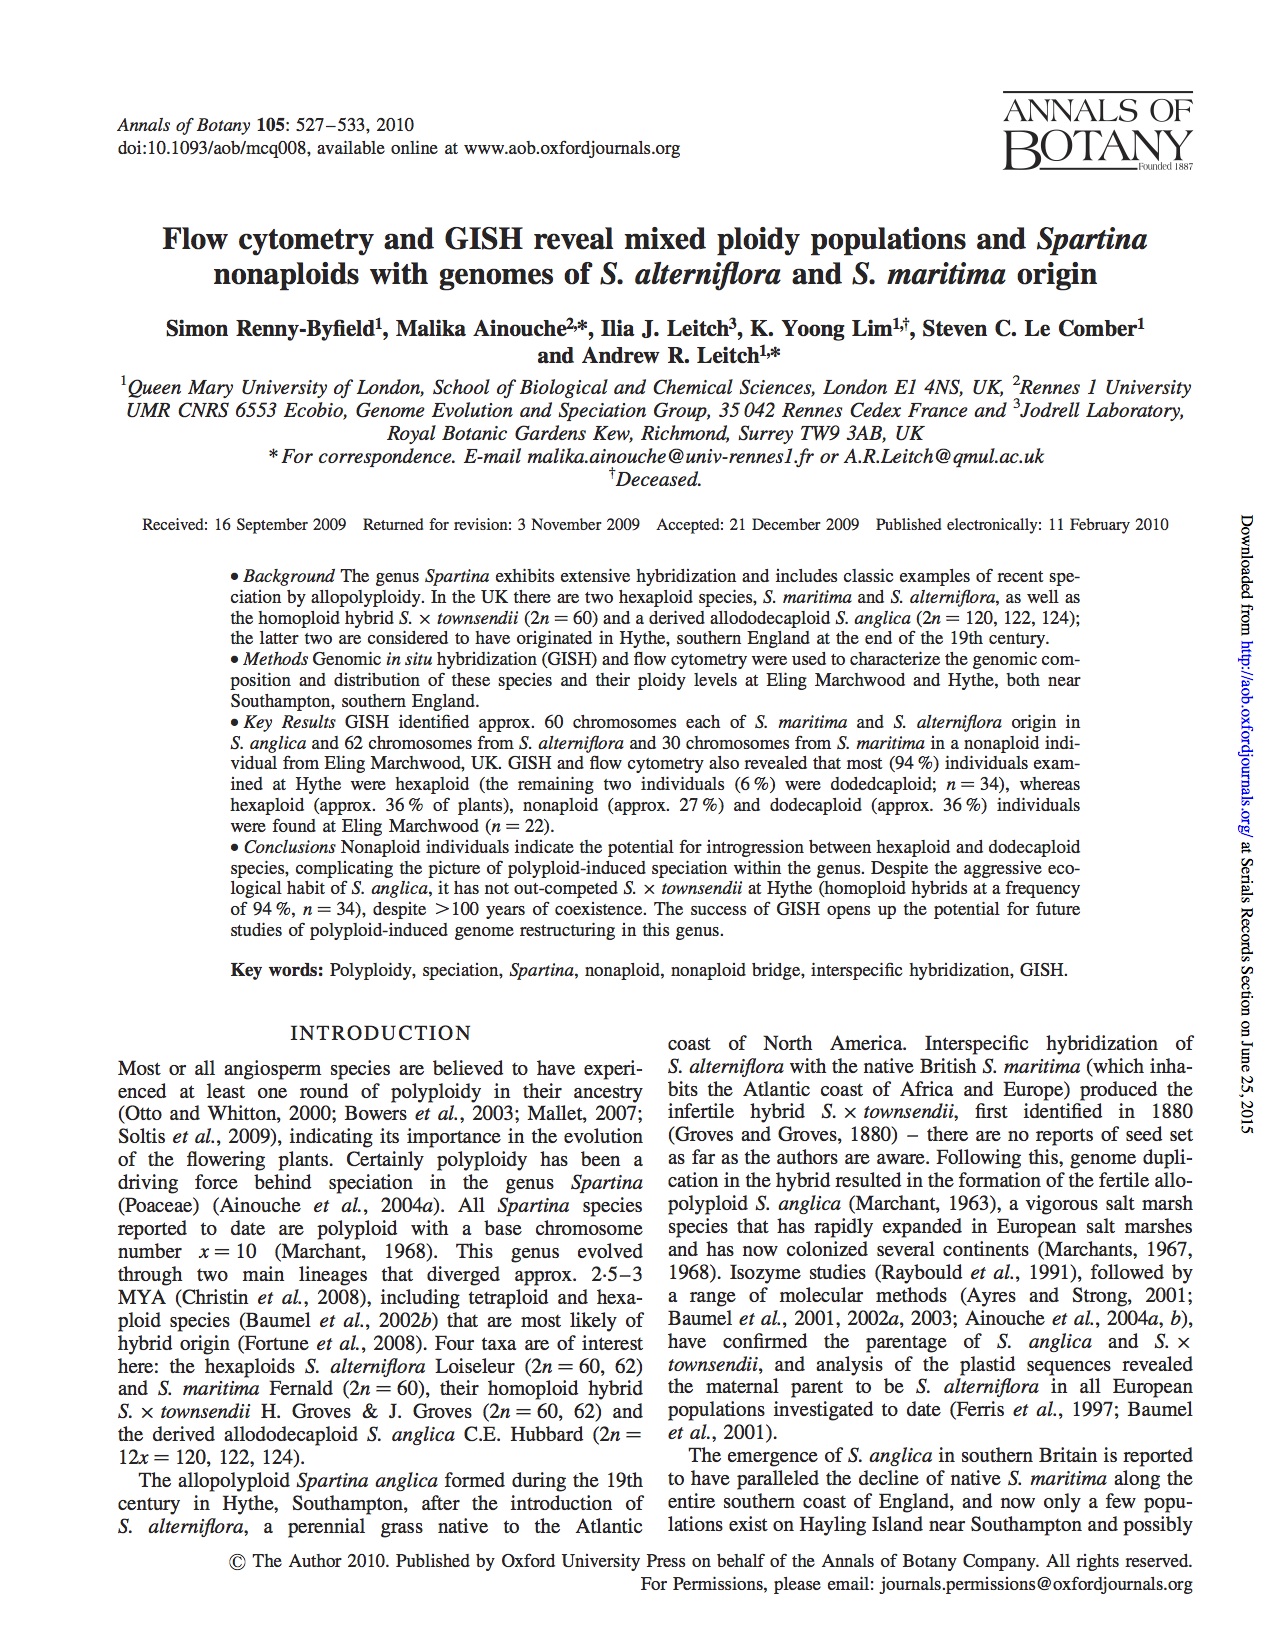 Annals of Botany 105: 527–533, 2010
doi:10.1093/aob/mcq008, available online at www.aob.oxfordjournals.org
ANNALS OF
BOTANY
Founded 1887
Flow cytometry and GISH reveal mixed ploidy populations and Spartina
nonaploids with genomes of S. alterniflora and S. maritima origin
Simon Renny-Byfield1, Malika Ainouche2,*, Ilia J. Leitch3, K. Yoong Lim1,†, Steven C. Le Comber1
and Andrew R. Leitch1,*
1Queen Mary University of London, School of Biological and Chemical Sciences, London E1 4NS, UK, 2Rennes 1 University
UMR CNRS 6553 Ecobio, Genome Evolution and Speciation Group, 35 042 Rennes Cedex France and 3Jodrell Laboratory,
Royal Botanic Gardens Kew, Richmond, Surrey TW9 3AB, UK
* For correspondence. E-mail malika.ainouche@univ-rennes1.fr or A.R.Leitch@qmul.ac.uk
†Deceased.
Received: 16 September 2009 Returned for revision: 3 November 2009 Accepted: 21 December 2009 Published electronically: 11 February 2010
• Background The genus Spartina exhibits extensive hybridization and includes classic examples of recent spe-
ciation by allopolyploidy. In the UK there are two hexaploid species, S. maritima and S. alterniflora, as well as
the homoploid hybrid S. × townsendii (2n = 60) and a derived allododecaploid S. anglica (2n = 120, 122, 124);
the latter two are considered to have originated in Hythe, southern England at the end of the 19th century.
• Methods Genomic in situ hybridization (GISH) and flow cytometry were used to characterize the genomic com-
position and distribution of these species and their ploidy levels at Eling Marchwood and Hythe, both near
Southampton, southern England.
• Key Results GISH identified approx. 60 chromosomes each of S. maritima and S. alterniflora origin in
S. anglica and 62 chromosomes from S. alterniflora and 30 chromosomes from S. maritima in a nonaploid indi-
vidual from Eling Marchwood, UK. GISH and flow cytometry also revealed that most (94 %) individuals exam-
ined at Hythe were hexaploid (the remaining two individuals (6 %) were dodedcaploid; n = 34), whereas
hexaploid (approx. 36 % of plants), nonaploid (approx. 27 %) and dodecaploid (approx. 36 %) individuals
were found at Eling Marchwood (n = 22).
• Conclusions Nonaploid individuals indicate the potential for introgression between hexaploid and dodecaploid
species, complicating the picture of polyploid-induced speciation within the genus. Despite the aggressive eco-
logical habit of S. anglica, it has not out-competed S. × townsendii at Hythe (homoploid hybrids at a frequency
of 94 %, n = 34), despite >100 years of coexistence. The success of GISH opens up the potential for future
studies of polyploid-induced genome restructuring in this genus.
Key words: Polyploidy, speciation, Spartina, nonaploid, nonaploid bridge, interspecific hybridization, GISH.
INTRODUCTION
Most or all angiosperm species are believed to have experi-
enced at least one round of polyploidy in their ancestry
(Otto and Whitton, 2000; Bowers et al., 2003; Mallet, 2007;
Soltis et al., 2009), indicating its importance in the evolution
of the flowering plants. Certainly polyploidy has been a
driving force behind speciation in the genus Spartina
(Poaceae) (Ainouche et al., 2004a). All Spartina species
reported to date are polyploid with a base chromosome
number x = 10 (Marchant, 1968). This genus evolved
through two main lineages that diverged approx. 2·5–3
MYA (Christin et al., 2008), including tetraploid and hexa-
ploid species (Baumel et al., 2002b) that are most likely of
hybrid origin (Fortune et al., 2008). Four taxa are of interest
here: the hexaploids S. alterniflora Loiseleur (2n = 60, 62)
and S. maritima Fernald (2n = 60), their homoploid hybrid
S. × townsendii H. Groves & J. Groves (2n = 60, 62) and
the derived allododecaploid S. anglica C.E. Hubbard (2n =
12x = 120, 122, 124).
The allopolyploid Spartina anglica formed during the 19th
century in Hythe, Southampton, after the introduction of
S. alterniflora, a perennial grass native to the Atlantic
coast of North America. Interspecific hybridization of
S. alterniflora with the native British S. maritima (which inha-
bits the Atlantic coast of Africa and Europe) produced the
infertile hybrid S. × townsendii, first identified in 1880
(Groves and Groves, 1880) – there are no reports of seed set
as far as the authors are aware. Following this, genome dupli-
cation in the hybrid resulted in the formation of the fertile allo-
polyploid S. anglica (Marchant, 1963), a vigorous salt marsh
species that has rapidly expanded in European salt marshes
and has now colonized several continents (Marchants, 1967,
1968). Isozyme studies (Raybould et al., 1991), followed by
a range of molecular methods (Ayres and Strong, 2001;
Baumel et al., 2001, 2002a, 2003; Ainouche et al., 2004a, b),
have confirmed the parentage of S. anglica and S. ×
townsendii, and analysis of the plastid sequences revealed
the maternal parent to be S. alterniflora in all European
populations investigated to date (Ferris et al., 1997; Baumel
et al., 2001).
The emergence of S. anglica in southern Britain is reported
to have paralleled the decline of native S. maritima along the
entire southern coast of England, and now only a few popu-
lations exist on Hayling Island near Southampton and possibly
© The Author 2010. Published by Oxford University Press on behalf of the Annals of Botany Company. All rights reserved.
For Permissions, please email: journals.permissions@oxfordjournals.org
Downloaded from http://aob.oxfordjournals.org/ at Serials Records Section on June 25, 2015